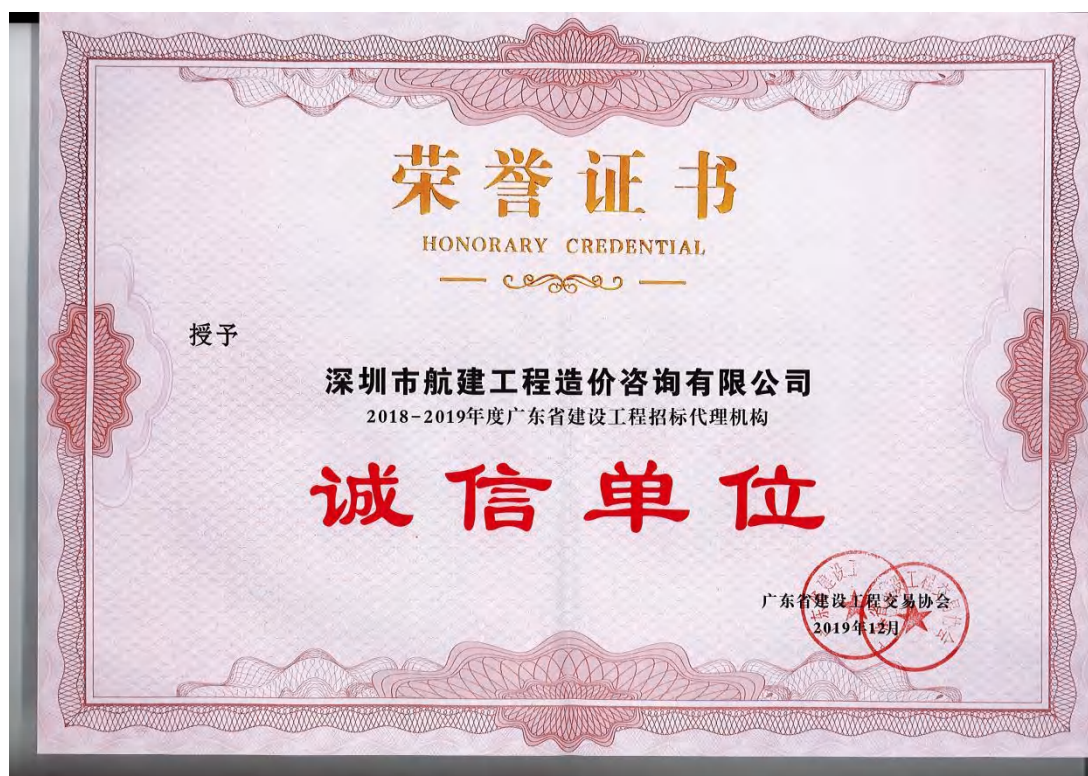 荣誉证书
HONORARY CREDENTIAL
授予
深圳市航建工程造价咨询有限公司
2018-2019年度广东省建设工程招标代理机构
诚信单位
广东省建设工程交易协会
2019年12月